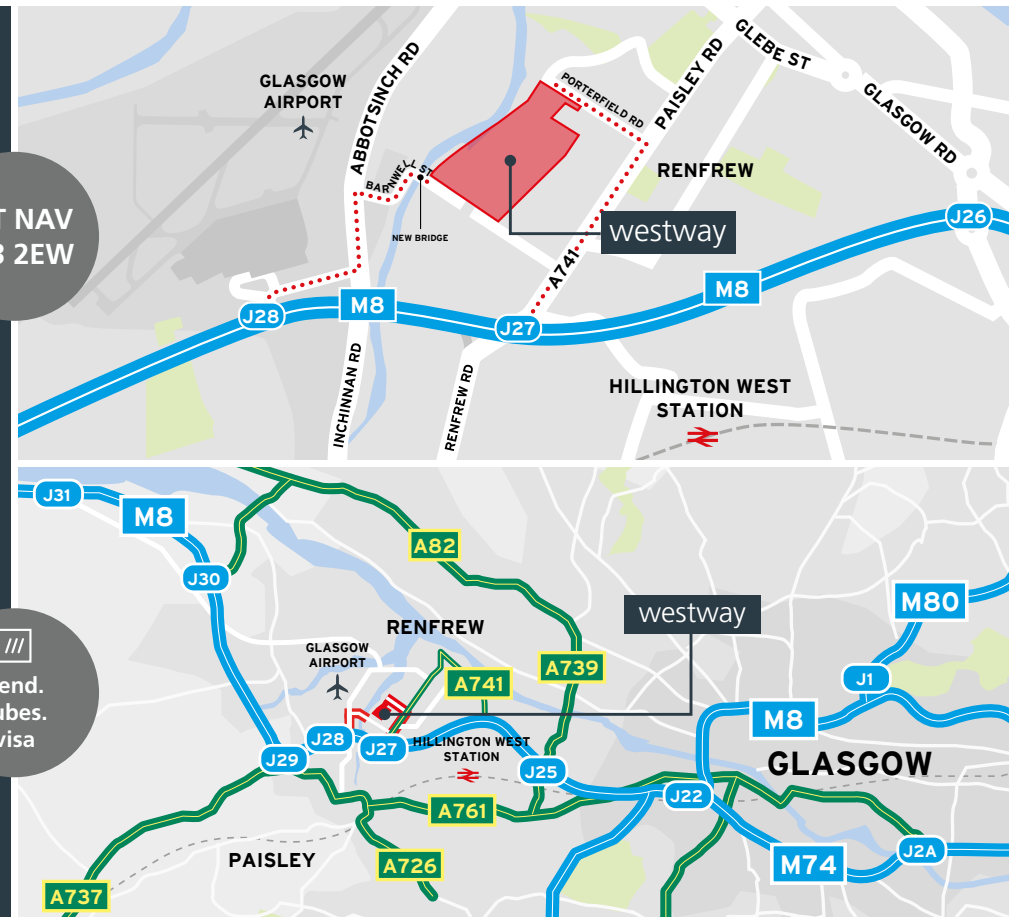 GLASGOW
AIRPORT
ABBOTSINCH RD
PORTERFIELD RD
PAISLEY RD
GLEBE ST
GLASGOW RD
BARNWELL ST
NEW BRIDGE
RENFREW
westway
A741
J26
M8
M8
J28
J27
INCHINNAN RD
RENFREW RD
HILLINGTON WEST
STATION
T NAV
2EW
///
end.
ubes.
visa
J31
M8
J30
A82
RENFREW
GLASGOW
AIRPORT
A741
A739
westway
M80
J1
M8
GLASGOW
J28
J27
J29
HILLINGTON WEST
STATION
J25
A761
J22
PAISLEY
A726
A737
M74
J2A